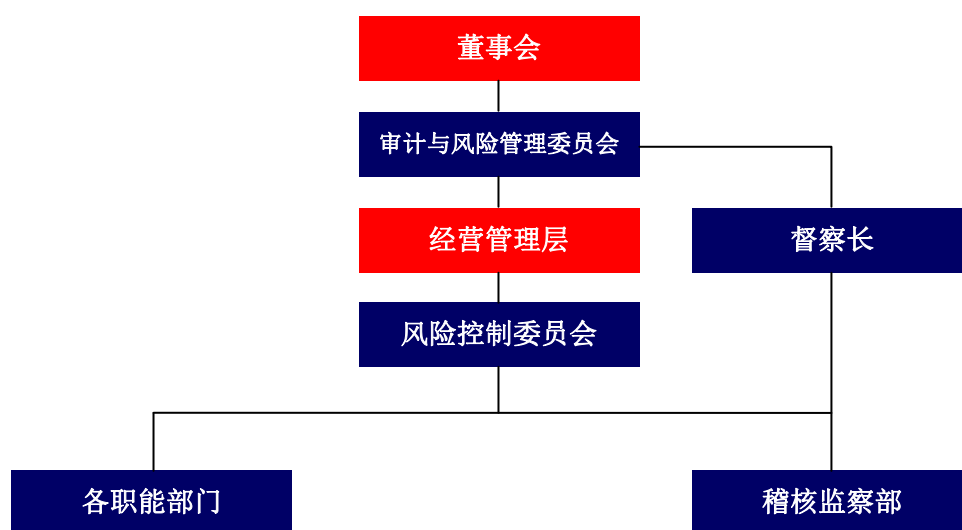 董事会
审计与风险管理委员会
经营管理层
督察长
风险控制委员会
各职能部门
稽核监察部